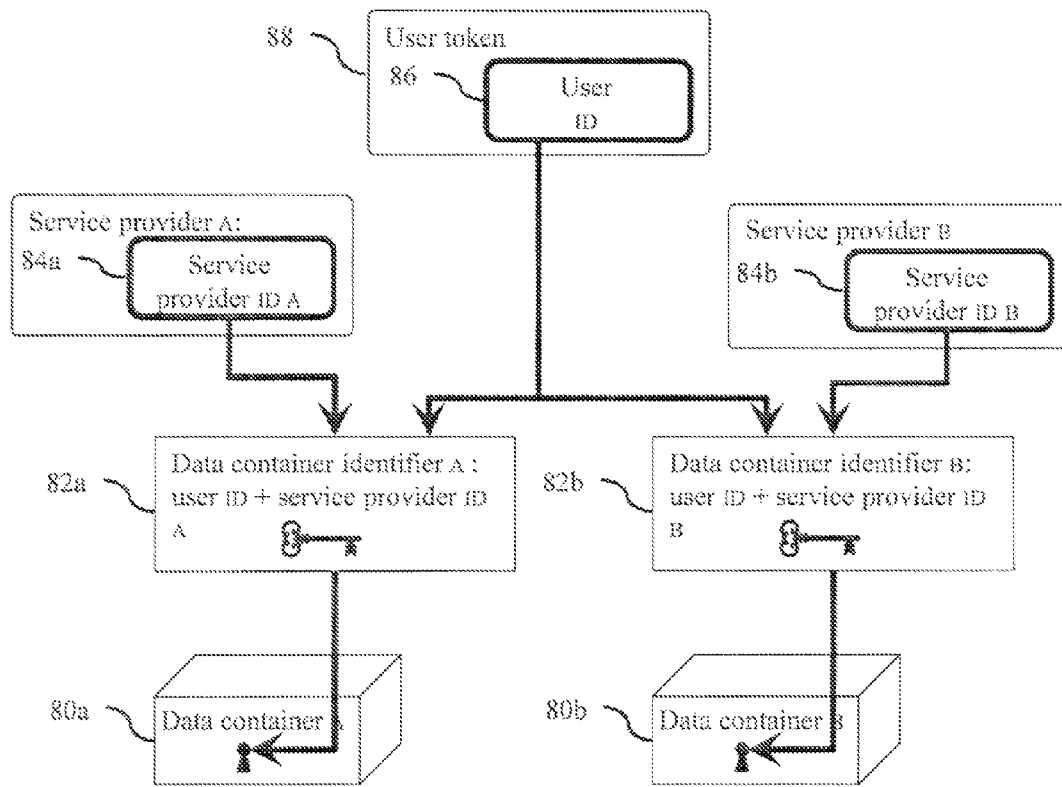 88
User token
86
User
ID
Service provider A:
84a
Service
provider ID A
Service provider B
84b
Service
provider ID B
82a
Data container identifier A :
user ID + service provider ID
A
82b
Data container identifier B:
user ID + service provider ID
B
80a
Data container A
80b
Data container B